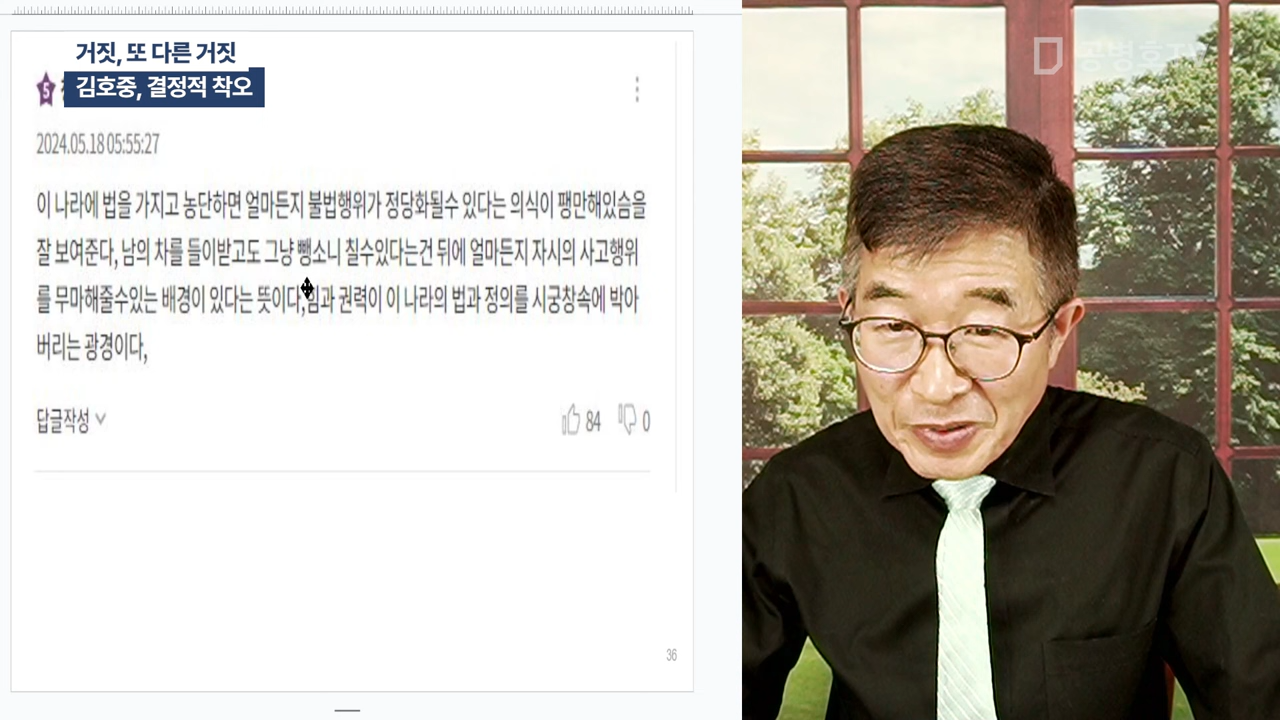 거짓, 또 다른 거짓
김호중, 결정적 착오
5
2024.05.18 05:55:27
이 나라에 법을 가지고 농단하면 얼마든지 불법행위가 정당화될수 있다는 의식이 팽만해있슴을
잘 보여준다, 남의 차를 들이받고도 그냥 뺑소니 칠수있다는건 뒤에 얼마든지 자시의 사고행위
를 무마해줄수있는 배경이 있다는 뜻이다,힘과 권력이 이 나라의 법과 정의를 시궁창속에 박아
버리는 광경이다,
답글작성
84
0
36
공병호TV